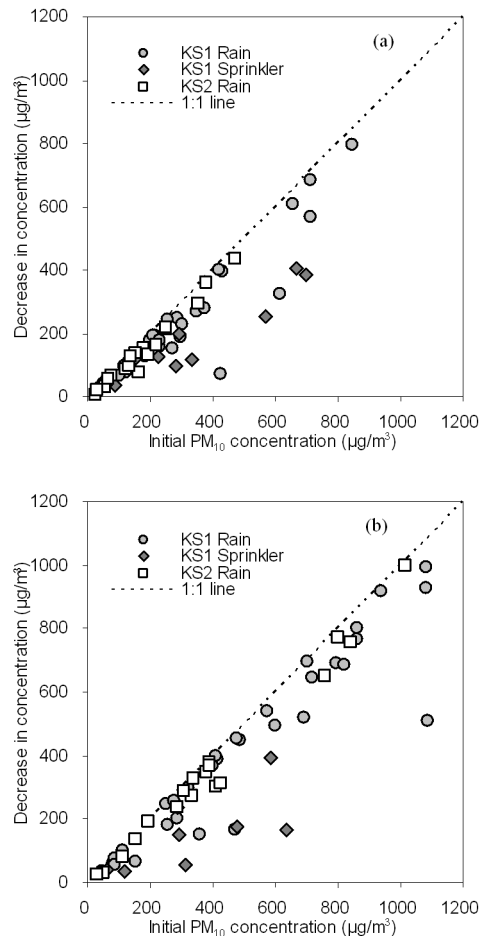 1200
1000
800
600
400
200
0
Decrease in concentration (µg/m³)
(a)
KS1 Rain
KS1 Sprinkler
KS2 Rain
1:1 line
0 200 400 600 800 1000 1200
Initial PM₁₀ concentration (µg/m³)
1200
1000
800
600
400
200
0
Decrease in concentration (µg/m³)
(b)
KS1 Rain
KS1 Sprinkler
KS2 Rain
1:1 line
0 200 400 600 800 1000 1200
Initial PM₁₀ concentration (µg/m³)